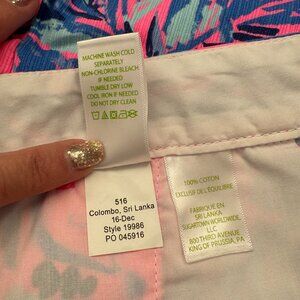 MACHINE WASH COLD
SEPARATELY
NON-CHLORINE BLEACH
IF NEEDED
TUMBLE DRY LOW
COOL IRON IF NEEDED
DO NOT DRY CLEAN
516
Colombo, Sri Lanka
16-Dec
Style 19986
PO 045916
100% COTTON
EXCLUSIF DE L'ÉQUILIBRE
FABRIQUE EN
SRI LANKA
SUGARTOWN WORLDWIDE,
LLC
800 THIRD AVENUE
KING OF PRUSSIA, PA